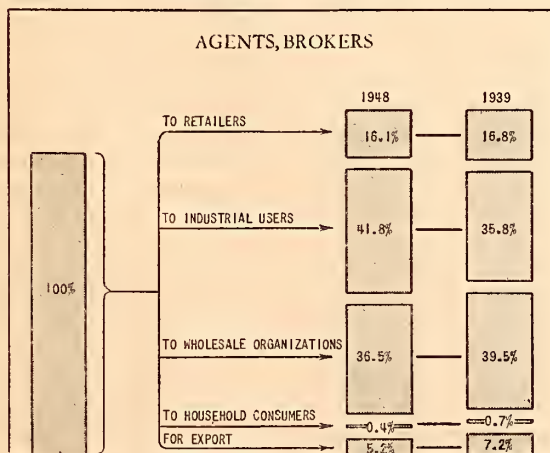 AGENTS, BROKERS
1948 1939
TO RETAILERS
16.1% 16.8%
TO INDUSTRIAL USERS
41.8% 35.8%
100%
TO WHOLESALE ORGANIZATIONS
36.5% 39.5%
TO HOUSEHOLD CONSUMERS
0.4% 0.7%
FOR EXPORT
5.2% 7.2%